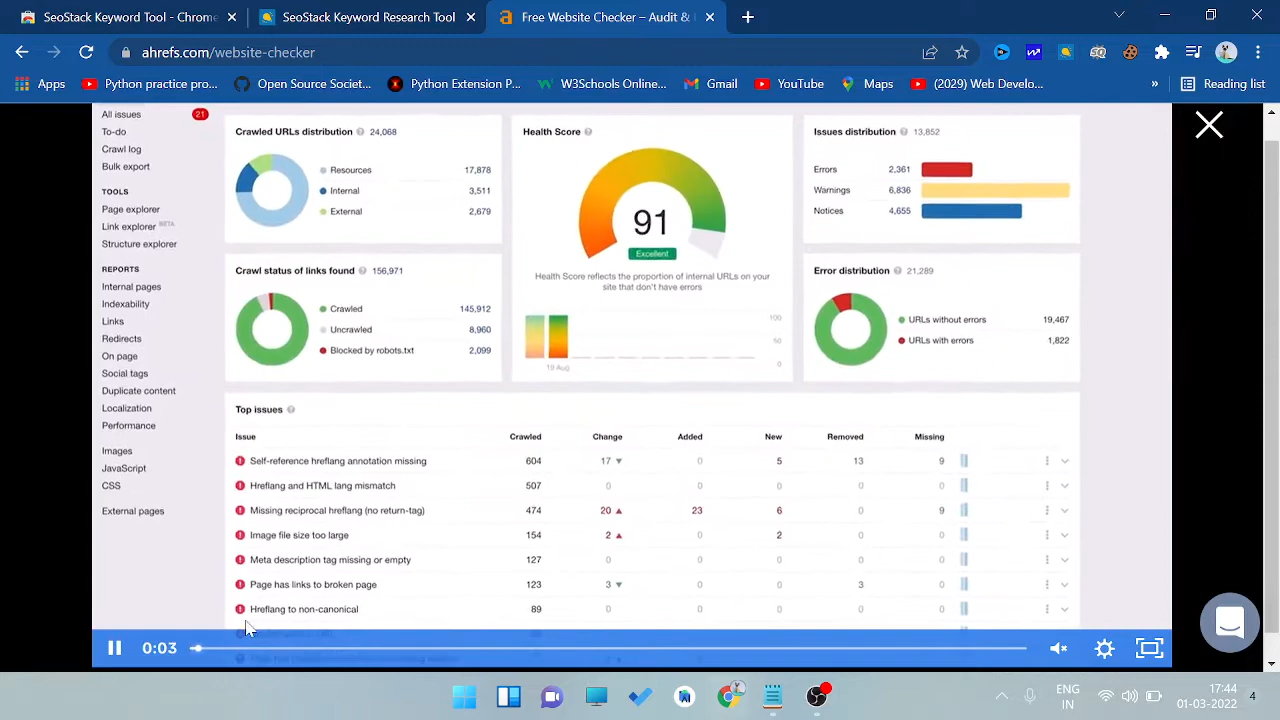 SeoStack Tool - Chrome
Seostack Keyword Research Tool
Free Website Checker – Audit &
ahrefs.com/website-checker
Apps
Python practice pro...
Open Source Societ...
Python Extension P...
W3Schools Online...
Gmail
YouTube
Maps
(2029) Web Develo...
»
Reading list
All issues 21
To-do
Crawl log
Bulk export
TOOLS
Page explorer
Link explorer BETA
Structure explorer
REPORTS
Internal pages
Indexability
Links
Redirects
On page
Social tags
Duplicate content
Localization
Performance
Images
JavaScript
CSS
External pages
Crawled URLs distribution 24,068
Resources 17,878
Internal 3,511
External 2,679
Health Score
91
Excellent
Health Score reflects the proportion of internal URLs on your
site that don't have errors
100
50
0
19 Aug
Issues distribution 13,852
Errors 2,361
Warnings 6,836
Notices 4,655
Crawl status of links found 156,971
Crawled 145,912
Uncrawled 8,960
Blocked by robots.txt 2,099
Error distribution 21,289
URLs without errors 19,467
URLs with errors 1,822
Top issues
Issue Crawled Change Added New Removed Missing
Self-reference hreflang annotation missing 604 17 ▼ 0 5 13 9
Hreflang and HTML lang mismatch 507 0 0 0 0 0
Missing reciprocal hreflang (no return-tag) 474 20 ▲ 23 6 0 9
Image file size too large 154 2 ▲ 0 2 0 0
Meta description tag missing or empty 127 0 0 0 0 0
Page has links to broken page 123 3 ▼ 0 0 3 0
Hreflang to non-canonical 89 0 0 0 0 0
0:03
ENG
IN
17:44
01-03-2022
4